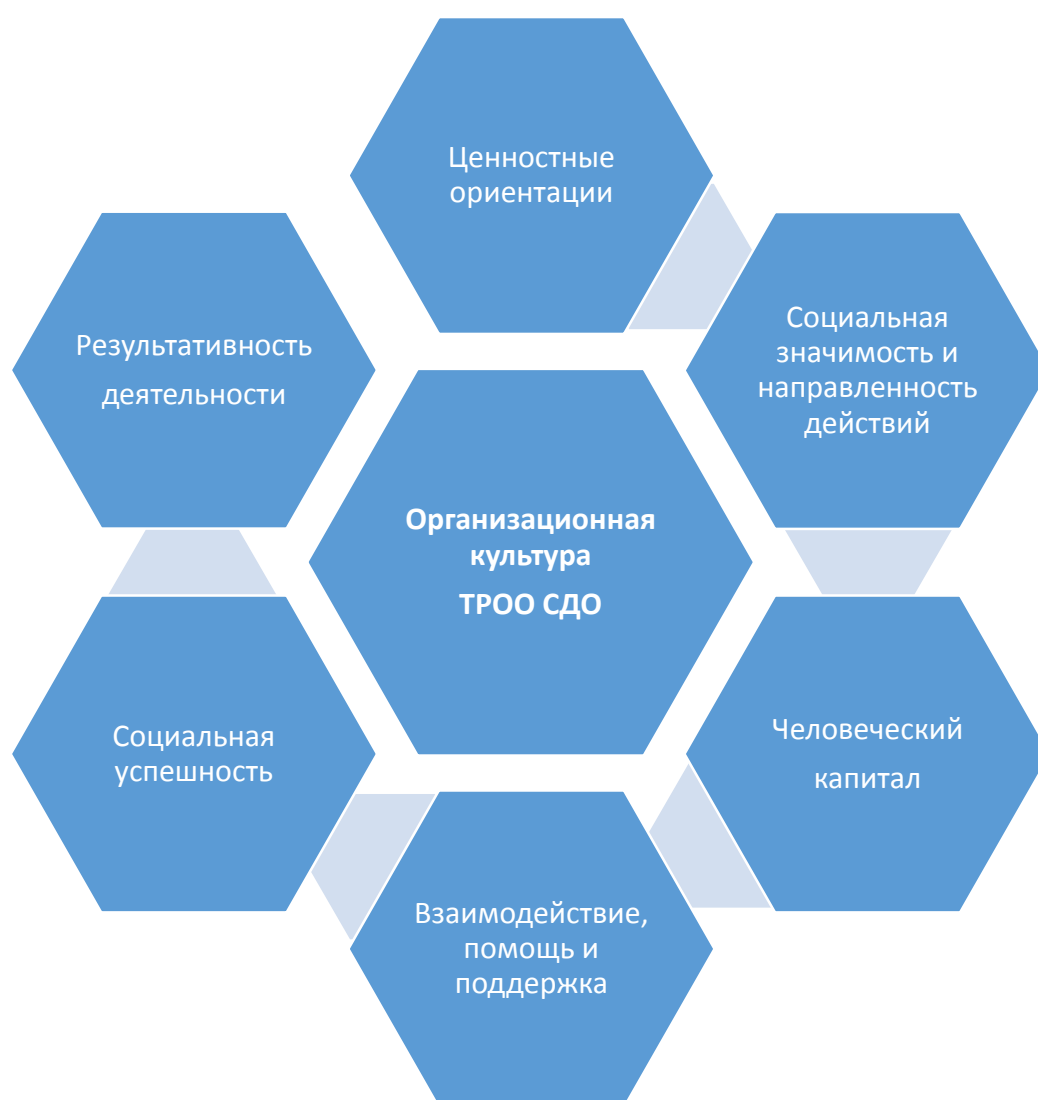 Ценностные
ориентации
Социальная
значимость и
направленность
действий
Человеческий
капитал
Взаимодействие,
помощь и
поддержка
Социальная
успешность
Результативность
деятельности
Организационная
культура
ТРОО СДО